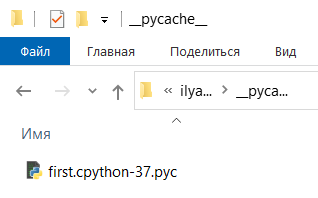 __pycache__
Файл Главная Поделиться Вид
« ilya... > __pyca...
Имя
first.cpython-37.pyc